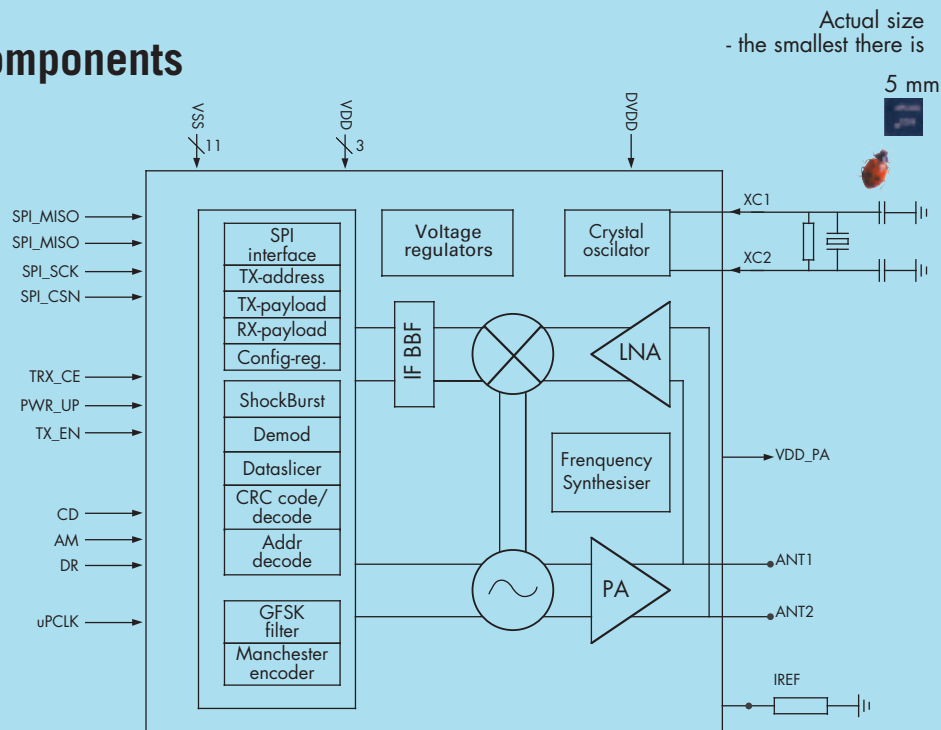 omponents
Actual size
- the smallest there is
5 mm
VSS
11
VDD
3
DVDD
SPI_MISO
SPI_MISO
SPI_SCK
SPI_CSN
TRX_CE
PWR_UP
TX_EN
CD
AM
DR
uPCLK
SPI
interface
TX-address
TX-payload
RX-payload
Config-reg.
ShockBurst
Demod
Dataslicer
CRC code/
decode
Addr
decode
GFSK
filter
Manchester
encoder
Voltage
regulators
Crystal
oscilator
XC1
XC2
IF BBF
LNA
Frenquency
Synthesiser
PA
VDD_PA
ANT1
ANT2
IREF